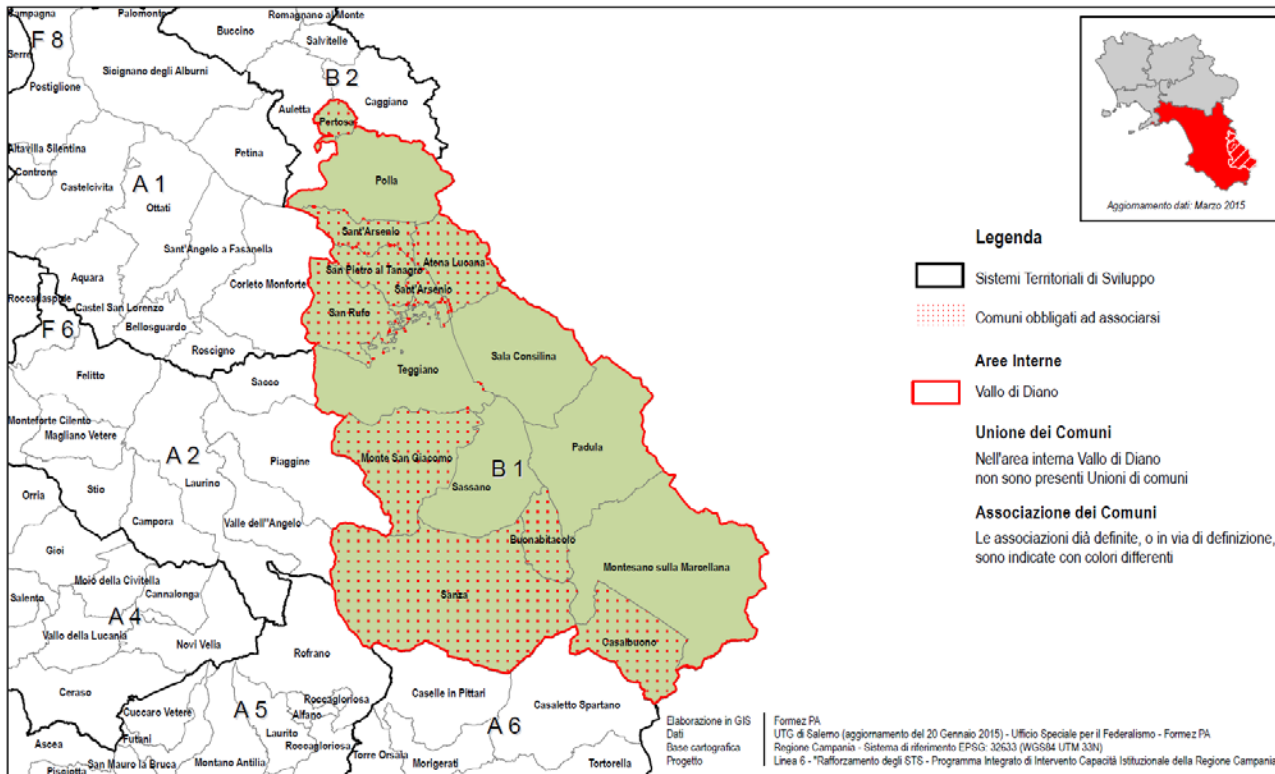 Campagna
Palomonte
Romagnano al Monte
Buccino
Salvitelle
F 8
Serre
Sicignano degli Alburni
B 2
Postiglione
Auletta
Caggiano
Pertosa
Altavilla Silentina
Petina
Controne
Polla
Castelcivita
A 1
Ottati
Sant'Arsenio
Sant'Angelo a Fasanella
Atena Lucana
San Pietro al Tanagro
Aquara
Corleto Monforte
Sant'Arsenio
Roccadaspide
Castel San Lorenzo
San Rufo
F 6
Bellosguardo
Roscigno
Sala Consilina
Teggiano
Felitto
Sacco
Monteforte Cilento
Magliano Vetere
Padula
A 2
Piaggine
Monte San Giacomo
B 1
Stio
Laurino
Sassano
Orria
Campora
Valle dell''Angelo
Buonabitacolo
Gioi
Montesano sulla Marcellana
Moio della Civitella
Cannalonga
Salento
Sanza
A 4
Vallo della Lucania
Novi Velia
Casalbuono
Rofrano
Ceraso
Caselle in Pittari
Roccagloriosa
Casaletto Spartano
Cuccaro Vetere
A 5
Alfano
A 6
Futani
Laurito
Ascea
Roccagloriosa
Torre Orsaia
San Mauro la Bruca
Montano Antilia
Morigerati
Tortorella
Pisciotta
Aggiornamento dati: Marzo 2015
Legenda
Sistemi Territoriali di Sviluppo
Comuni obbligati ad associarsi
Aree Interne
Vallo di Diano
Unione dei Comuni
Nell'area interna Vallo di Diano
non sono presenti Unioni di comuni
Associazione dei Comuni
Le associazioni dià definite, o in via di definizione,
sono indicate con colori differenti
Elaborazione in GIS Formez PA
Dati UTG di Salerno (aggiornamento del 20 Gennaio 2015) - Ufficio Speciale per il Federalismo - Formez PA
Base cartografica Regione Campania - Sistema di riferimento EPSG: 32633 (WGS84 UTM 33N)
Progetto Linea 6 - "Rafforzamento degli STS - Programma Integrato di Intervento Capacità Istituzionale della Regione Campania